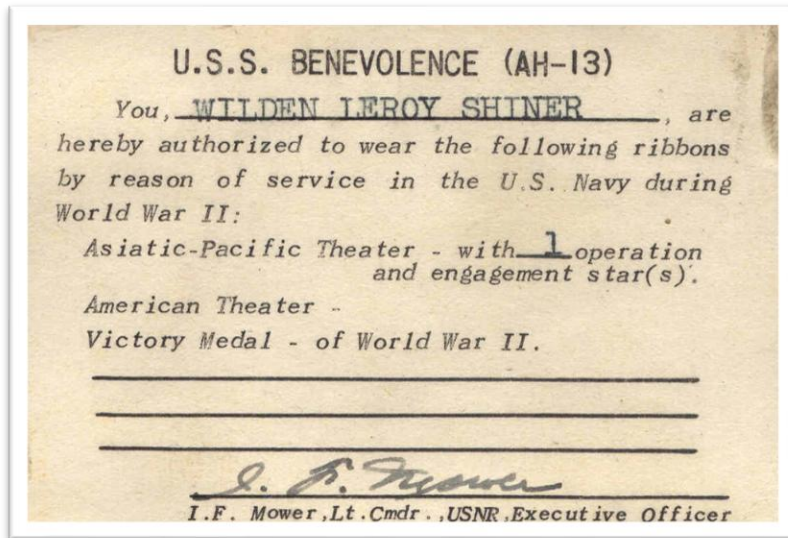 U.S.S. BENEVOLENCE (AH-13)
You, WILDEN LEROY SHINER, are
hereby authorized to wear the following ribbons
by reason of service in the U.S. Navy during
World War II:
Asiatic-Pacific Theater - with 1 operation
and engagement star(s).
American Theater -
Victory Medal - of World War II.
I. F. Mower
I.F. Mower,Lt.Cmdr.,USNR,Executive Officer